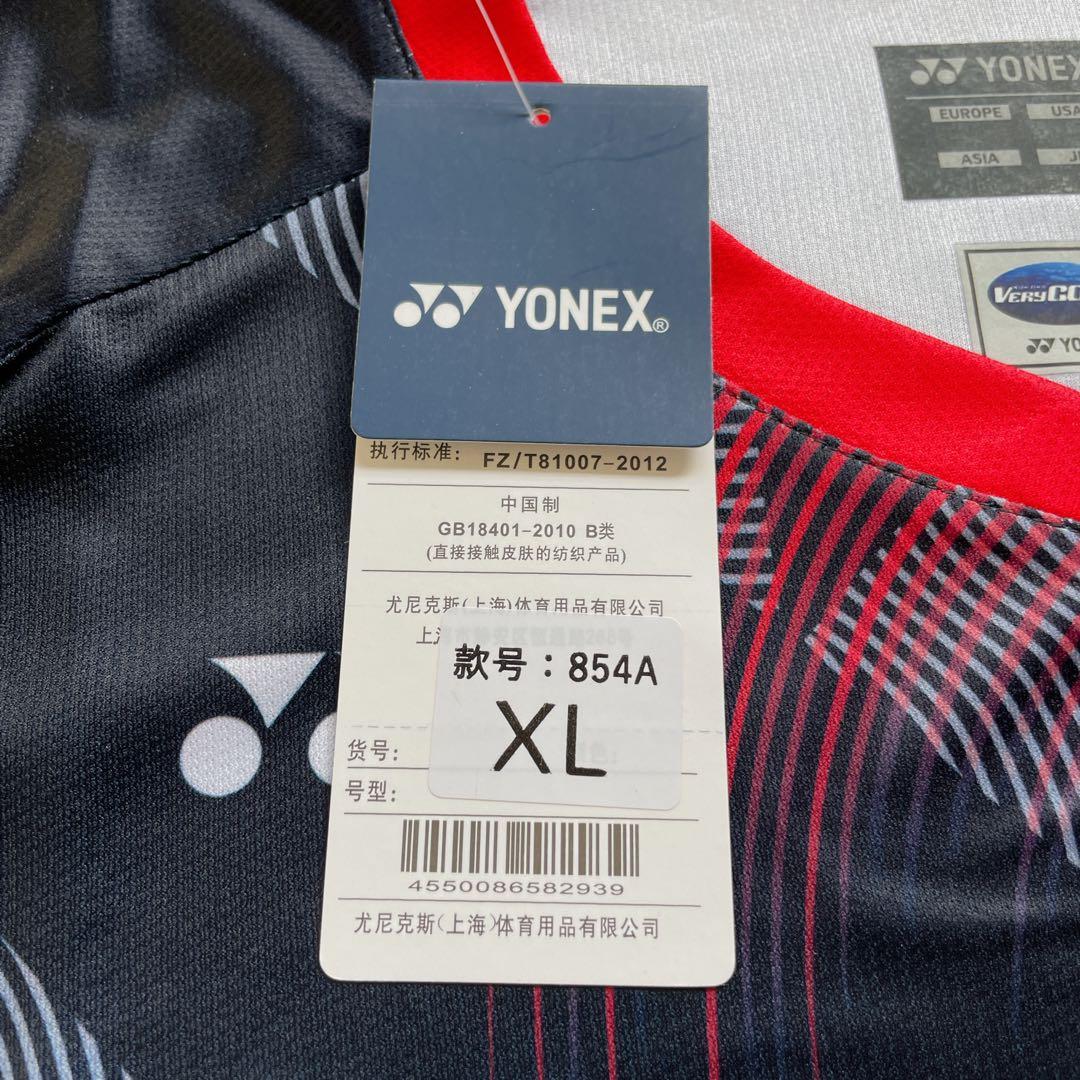 YONEX
EUROPE
USA
ASIA
YONEX®
执行标准: FZ/T81007-2012
中国制
GB18401-2010 B类
(直接接触皮肤的纺织产品)
尤尼克斯(上海)体育用品有限公司
款号:854A
XL
货号:
号型:
4550086582939
尤尼克斯(上海)体育用品有限公司